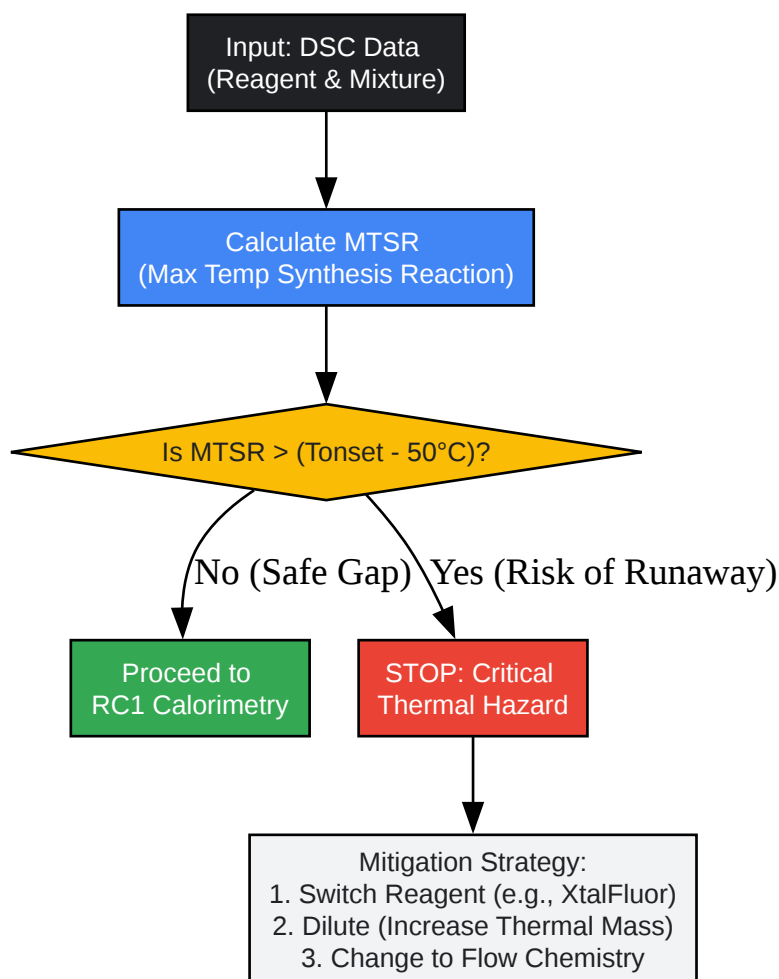 Input: DSC Data
(Reagent & Mixture)
Calculate MTSR
(Max Temp Synthesis Reaction)
Is MTSR > (Tonset - 50°C)?
No (Safe Gap)
Yes (Risk of Runaway)
Proceed to
RC1 Calorimetry
STOP: Critical
Thermal Hazard
Mitigation Strategy:
1. Switch Reagent (e.g., XtalFluor)
2. Dilute (Increase Thermal Mass)
3. Change to Flow Chemistry